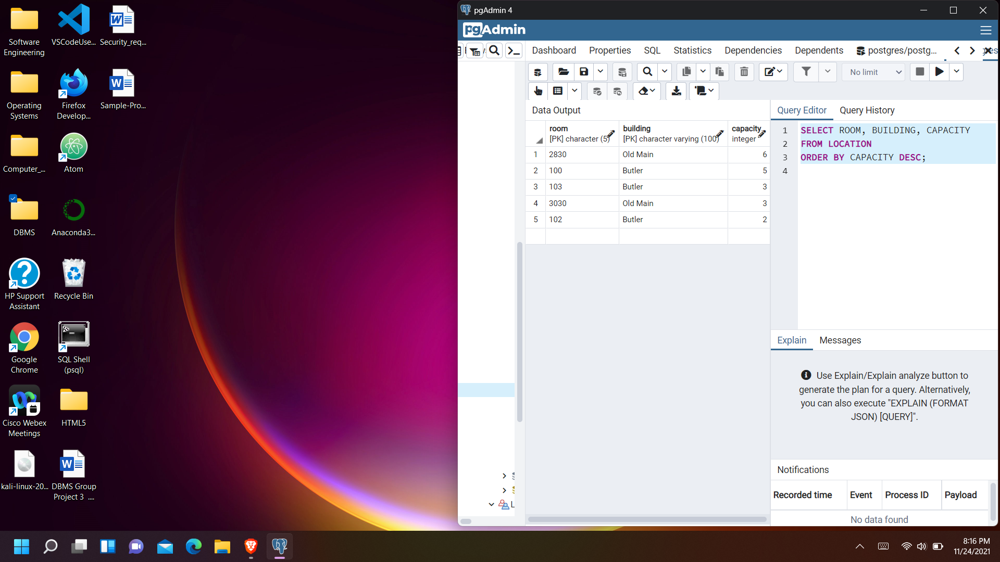 Software
Engineering
VSCodeUse...
Security_req...
Operating
Systems
Firefox
Develop...
Sample-Pro...
Computer_...
Atom
DBMS
Anaconda3...
HP Support
Assistant
Recycle Bin
Google
Chrome
SQL Shell
(psql)
Cisco Webex
Meetings
HTML5
kali-linux-20...
DBMS Group
Project 3 ....
pgAdmin 4
pgAdmin
Dashboard Properties SQL Statistics Dependencies Dependents postgres/postg...
No limit
Data Output
room building capacity
[PK] character (5) [PK] character varying (100) integer
1 2830 Old Main 6
2 100 Butler 5
3 103 Butler 3
4 3030 Old Main 3
5 102 Butler 2
Query Editor Query History
1 SELECT ROOM, BUILDING, CAPACITY
2 FROM LOCATION
3 ORDER BY CAPACITY DESC;
4
Explain Messages
Use Explain/Explain analyze button to
generate the plan for a query. Alternatively,
you can also execute "EXPLAIN (FORMAT
JSON) [QUERY]".
Notifications
Recorded time Event Process ID Payload
No data found
L
8:16 PM
11/24/2021